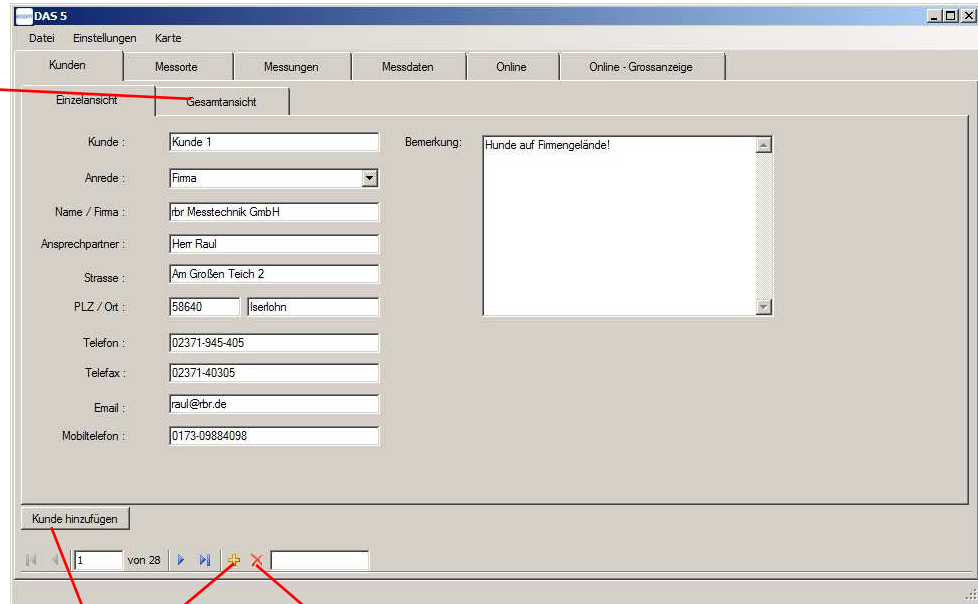 DAS 5
Datei Einstellungen Karte
Kunden Messorte Messungen Messdaten Online Online - Grossanzeige
Einzelansicht Gesamtansicht
Kunde : Kunde 1
Bemerkung: Hunde auf Firmengelände!
Anrede : Firma
Name / Firma : rbr Messtechnik GmbH
Ansprechpartner : Herr Raul
Strasse : Am Großen Teich 2
PLZ / Ort : 58640 Iserlohn
Telefon : 02371-945-405
Telefax : 02371-40305
Email : raul@rbr.de
Mobiltelefon : 0173-09884098
Kunde hinzufügen
1 von 28